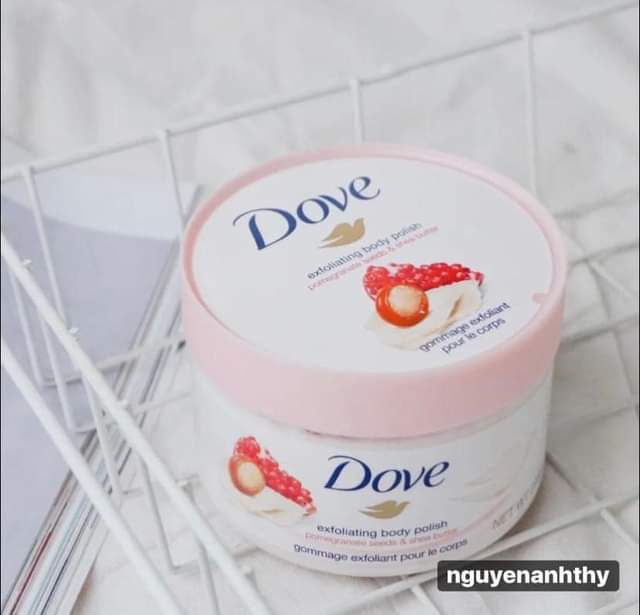 Dove
exfoliating body polish
pomegranate seeds & shea butter
gommage exfoliant
pour le corps
Dove
exfoliating body polish
pomegranate seeds & shea butter
gommage exfoliant pour le corps
NET
nguyenanhthy